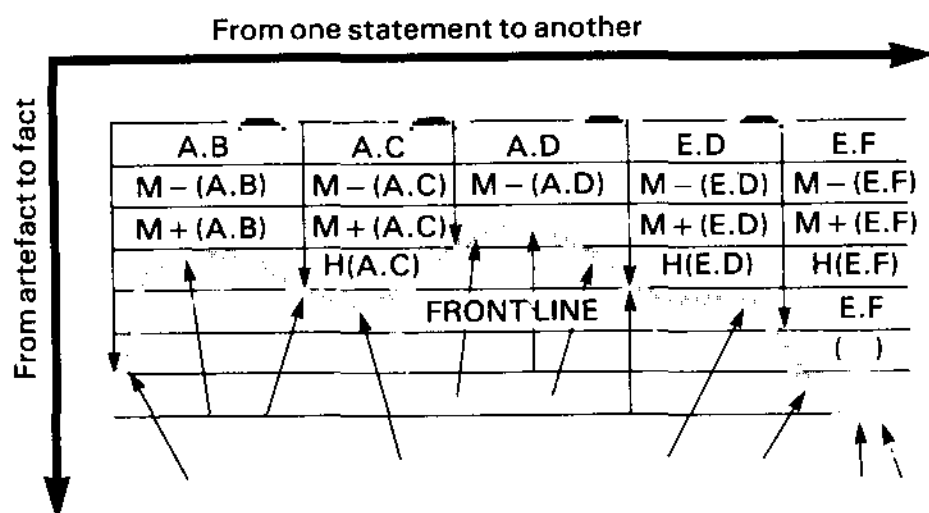 From one statement to another
From artefact to fact
A.B A.C A.D E.D E.F
M – (A.B) M – (A.C) M – (A.D) M – (E.D) M – (E.F)
M + (A.B) M + (A.C) M + (E.D) M + (E.F)
H(A.C) H(E.D) H(E.F)
FRONT LINE E.F
( )